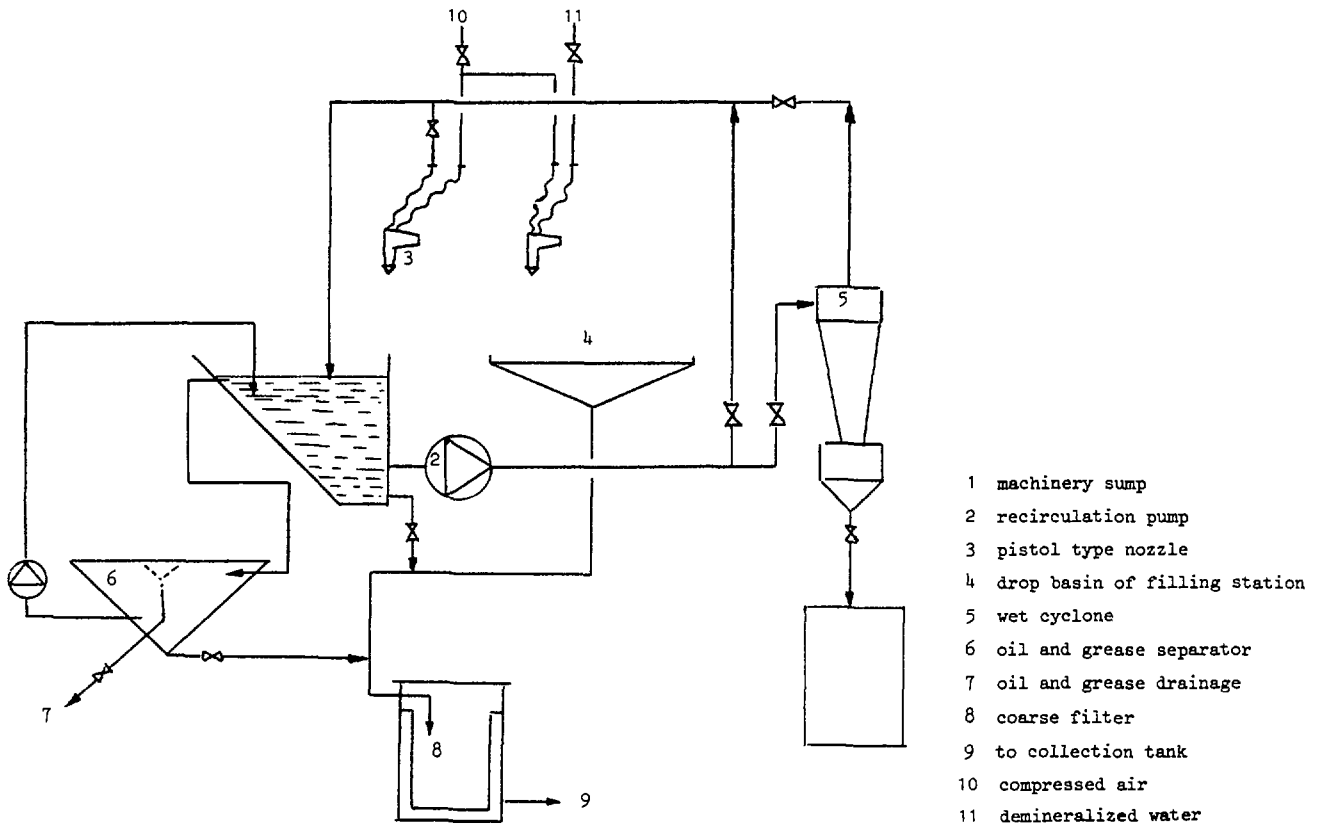 10
11
3
5
4
2
6
7
8
9
1 machinery sump
2 recirculation pump
3 pistol type nozzle
4 drop basin of filling station
5 wet cyclone
6 oil and grease separator
7 oil and grease drainage
8 coarse filter
9 to collection tank
10 compressed air
11 demineralized water